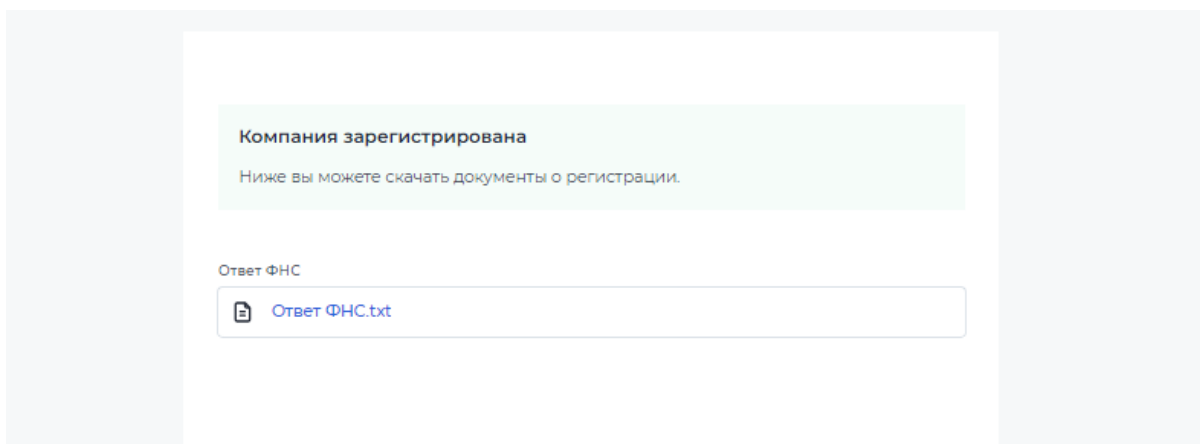 Компания зарегистрирована
Ниже вы можете скачать документы о регистрации.
Ответ ФНС
Ответ ФНС.txt